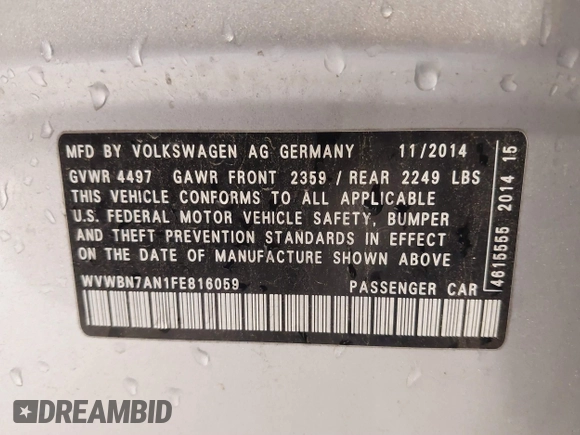 MFD BY VOLKSWAGEN AG GERMANY 11/2014
GVWR 4497 GAWR FRONT 2359 / REAR 2249 LBS
THIS VEHICLE CONFORMS TO ALL APPLICABLE
U.S. FEDERAL MOTOR VEHICLE SAFETY, BUMPER
AND THEFT PREVENTION STANDARDS IN EFFECT
ON THE DATE OF MANUFACTURE SHOWN ABOVE
WVWBN7AN1FE816059 PASSENGER CAR
4615555 2014 15
DREAMBID